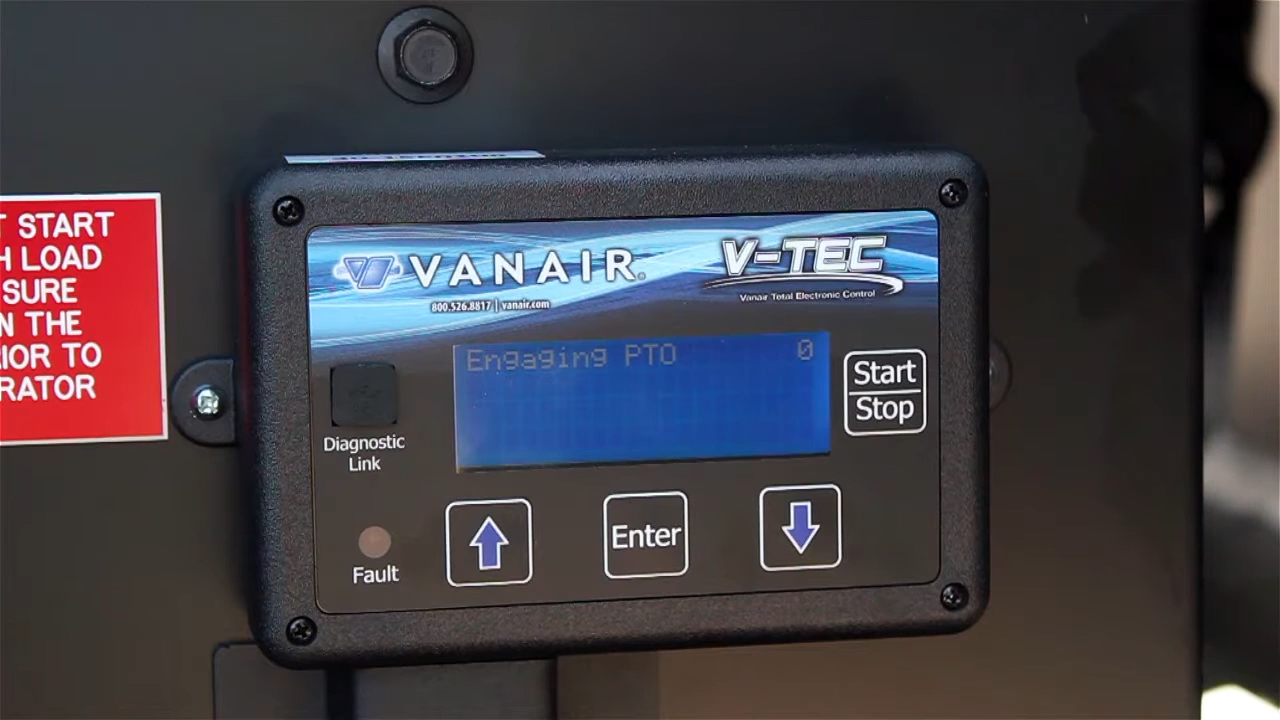 T START
H LOAD
SURE
N THE
IOR TO
RATOR
VANAIR®
800.526.8817 | vanair.com
V-TEC
Vanair Total Electronic Control
Engaging PTO 0
Start
Stop
Diagnostic
Link
Enter
Fault